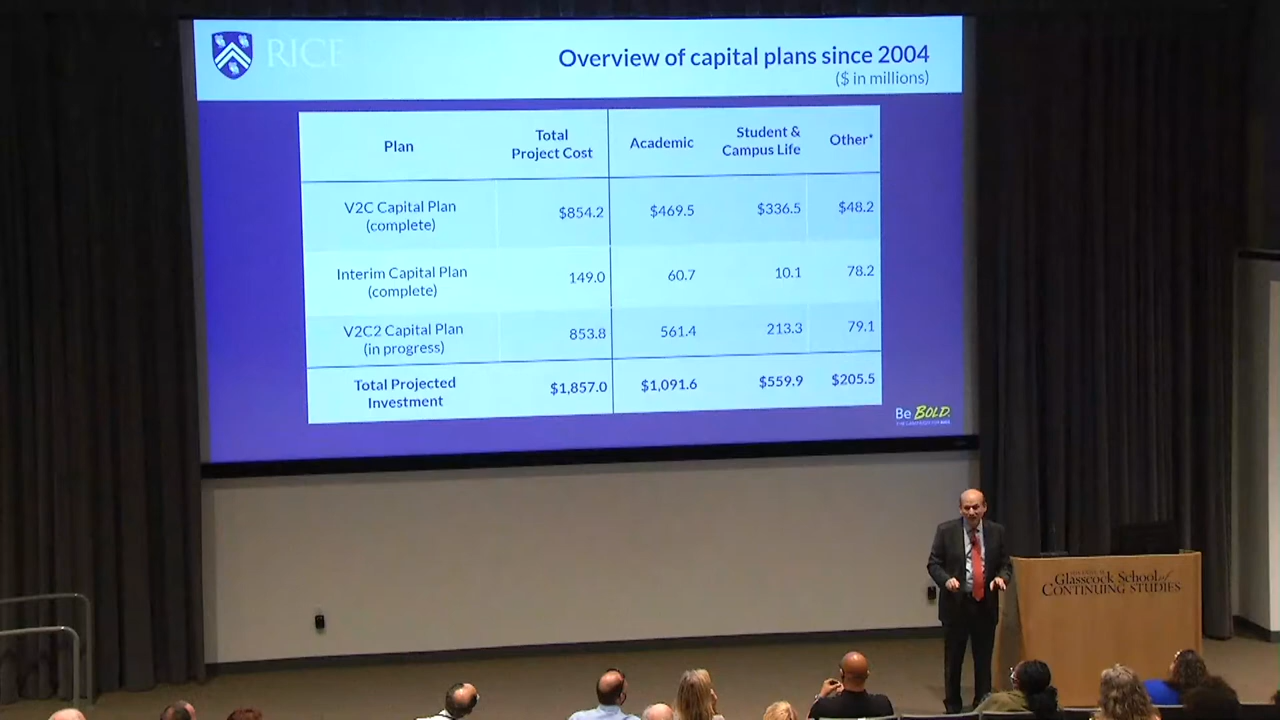 RICE
Overview of capital plans since 2004
($ in millions)
Plan
Total
Project Cost
Academic
Student &
Campus Life
Other*
V2C Capital Plan
(complete)
$854.2
$469.5
$336.5
$48.2
Interim Capital Plan
(complete)
149.0
60.7
10.1
78.2
V2C2 Capital Plan
(in progress)
853.8
561.4
213.3
79.1
Total Projected
Investment
$1,857.0
$1,091.6
$559.9
$205.5
Be BOLD.
Glasscock School of
CONTINUING STUDIES